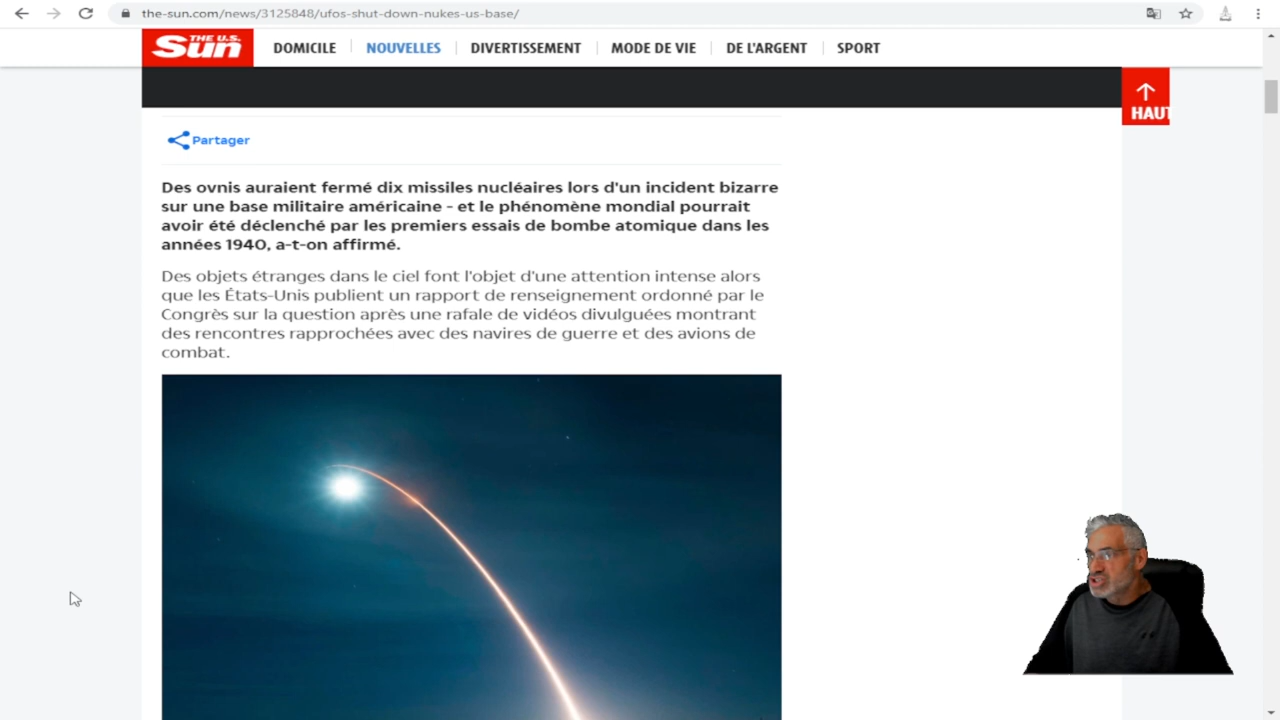 the-sun.com/news/3125848/ufos-shut-down-nukes-us-base/
THE U.S. Sun
DOMICILE NOUVELLES DIVERTISSEMENT MODE DE VIE DE L'ARGENT SPORT
HAUT
Partager
Des ovnis auraient fermé dix missiles nucléaires lors d'un incident bizarre
sur une base militaire américaine - et le phénomène mondial pourrait
avoir été déclenché par les premiers essais de bombe atomique dans les
années 1940, a-t-on affirmé.
Des objets étranges dans le ciel font l'objet d'une attention intense alors
que les États-Unis publient un rapport de renseignement ordonné par le
Congrès sur la question après une rafale de vidéos divulguées montrant
des rencontres rapprochées avec des navires de guerre et des avions de
combat.